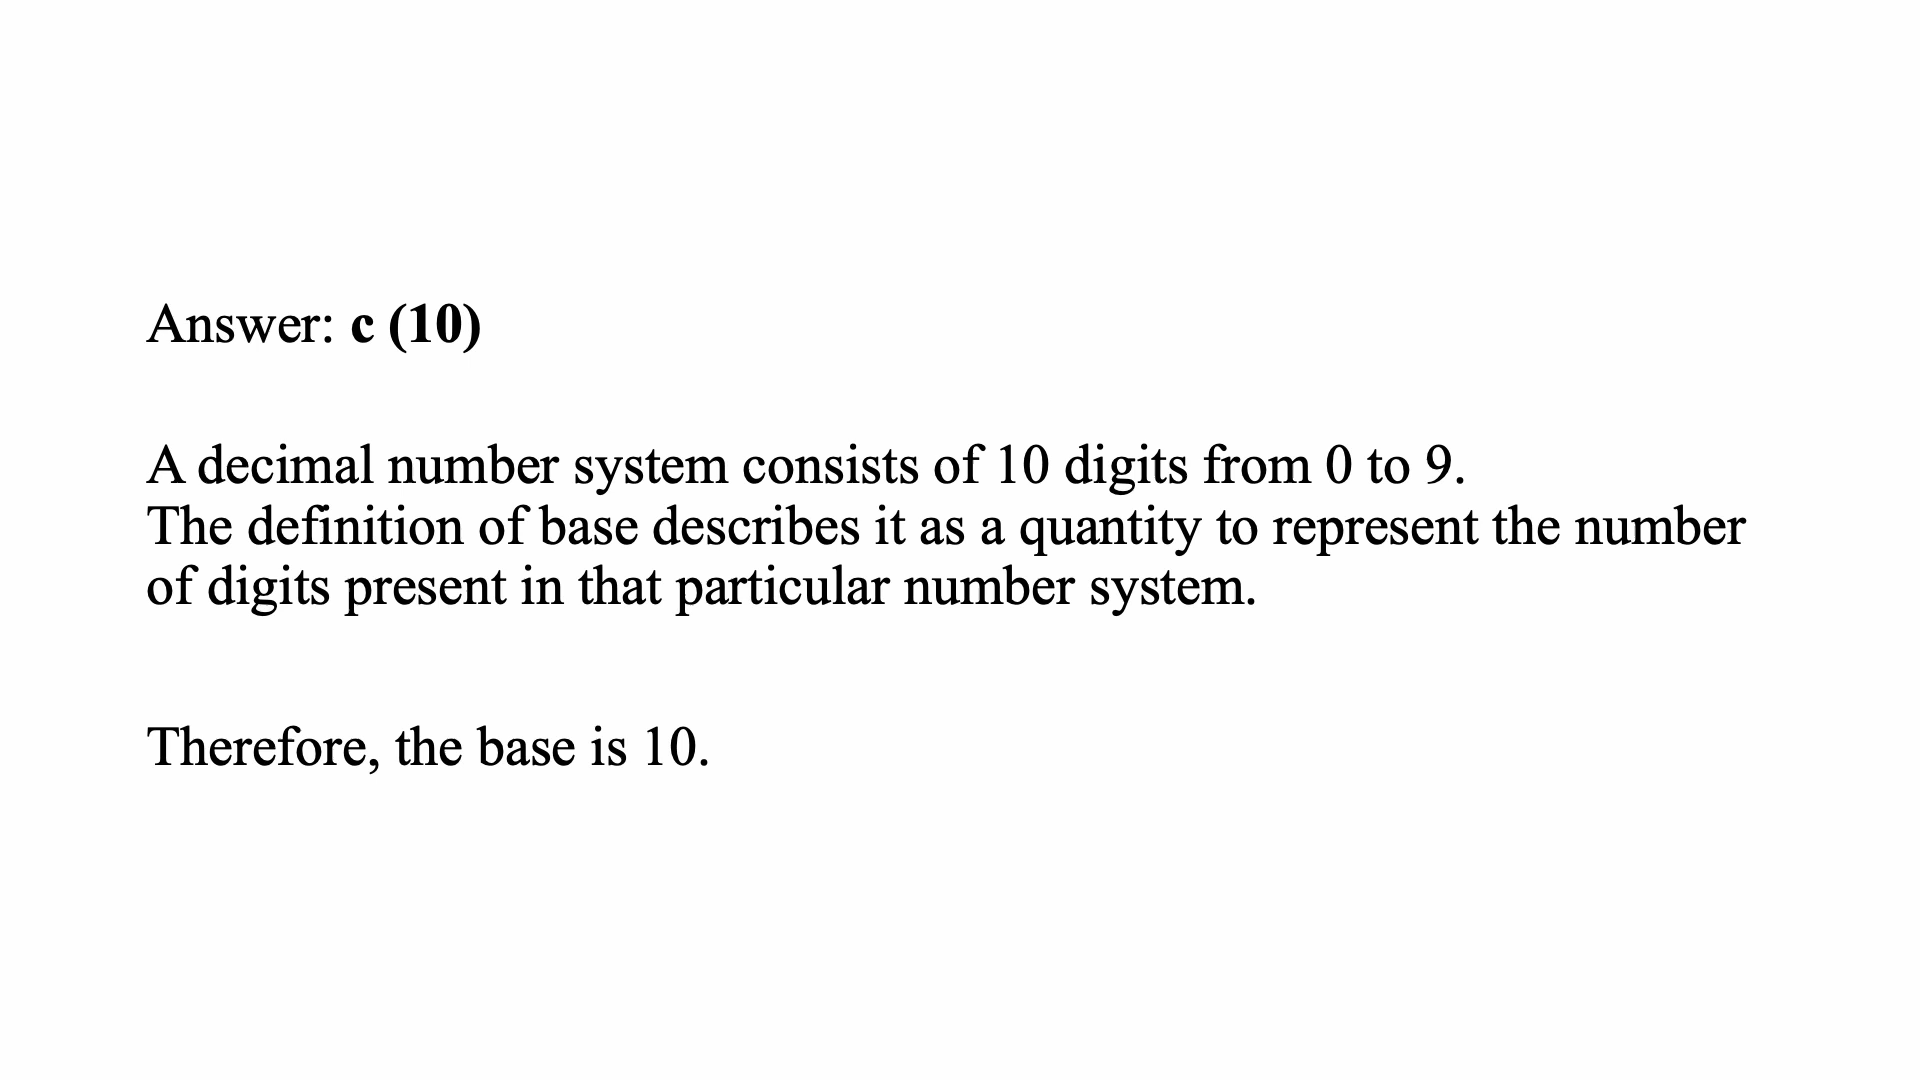 Answer: c (10)
A decimal number system consists of 10 digits from 0 to 9.
The definition of base describes it as a quantity to represent the number
of digits present in that particular number system.
Therefore, the base is 10.